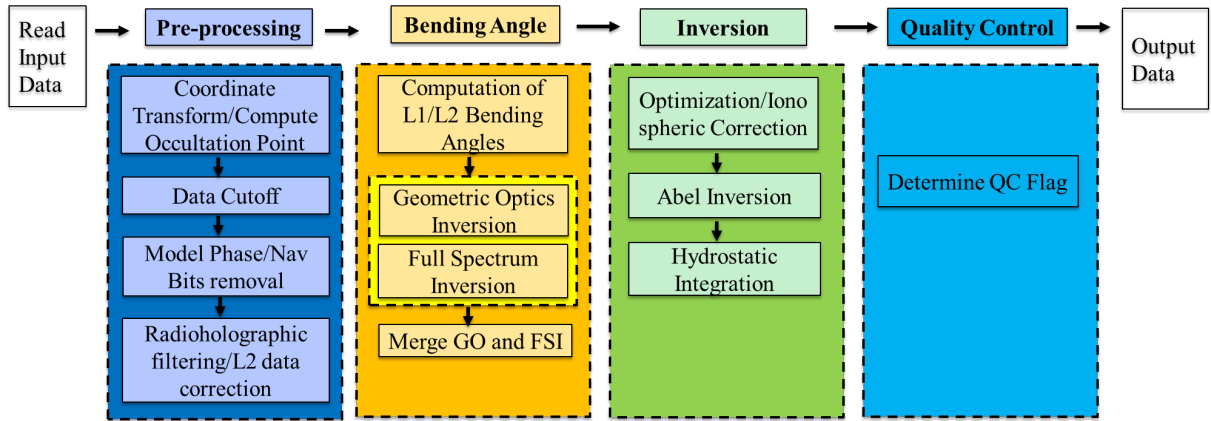 Read
Input
Data
Pre-processing
Bending Angle
Inversion
Quality Control
Output
Data
Coordinate
Transform/Compute
Occultation Point
Data Cutoff
Model Phase/Nav
Bits removal
Radioholographic
filtering/L2 data
correction
Computation of
L1/L2 Bending
Angles
Geometric Optics
Inversion
Full Spectrum
Inversion
Merge GO and FSI
Optimization/Iono
spheric Correction
Abel Inversion
Hydrostatic
Integration
Determine QC Flag